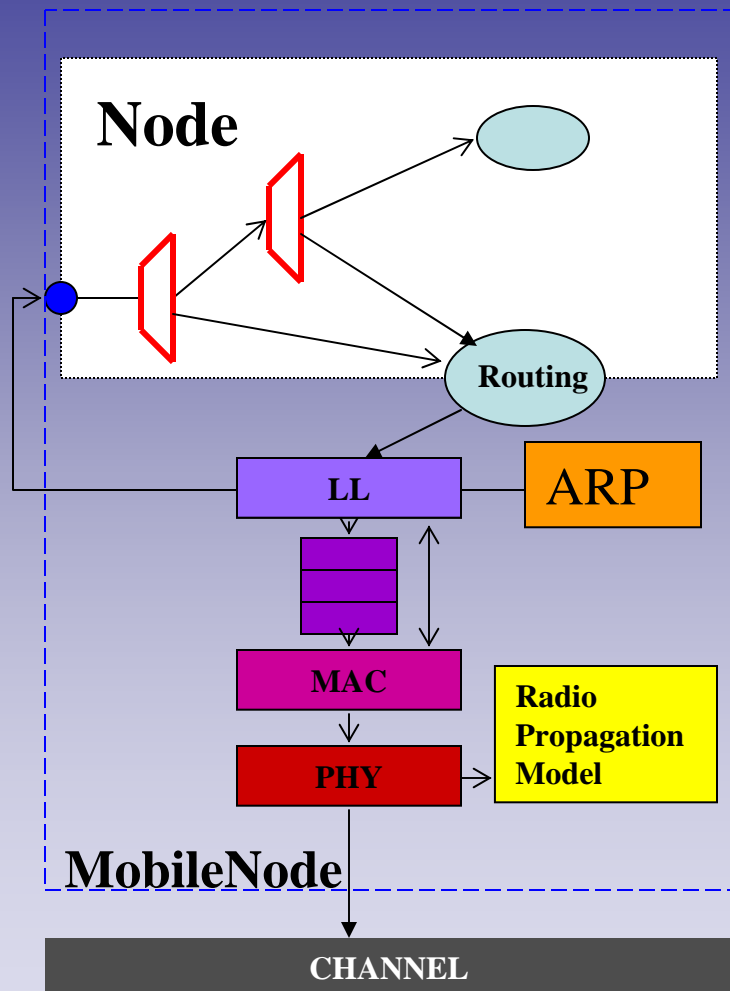 Node
Routing
LL
ARP
MAC
Radio
Propagation
Model
PHY
MobileNode
CHANNEL